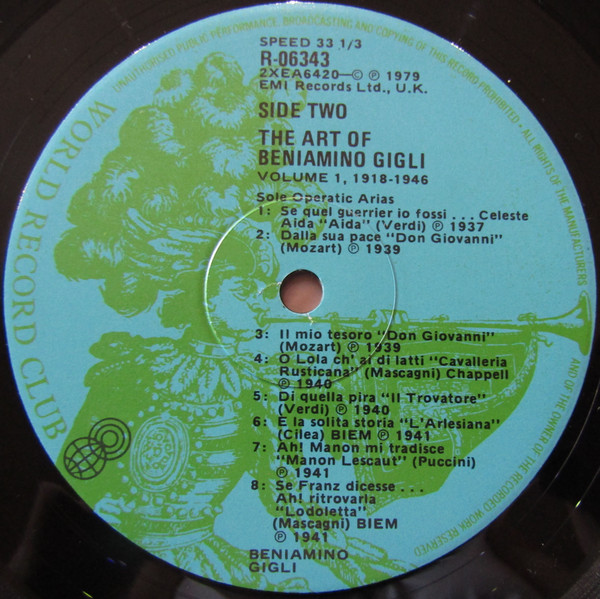 UNAUTHORISED PUBLIC PERFORMANCE, BROADCASTING AND COPYING OF THIS RECORD PROHIBITED • ALL RIGHTS OF THE MANUFACTURERS
AND OF THE OWNER OF THE RECORDED WORK RESERVED
WORLD RECORD CLUB
SPEED 33 1/3
R-06343
2XEA6420—© ℗ 1979
EMI Records Ltd., U.K.
SIDE TWO
THE ART OF
BENIAMINO GIGLI
VOLUME 1, 1918-1946
Sole Operatic Arias
1: Se quel guerrier io fossi . . . Celeste
Aida "Aida" (Verdi) ℗ 1937
2: Dalla sua pace "Don Giovanni"
(Mozart) ℗ 1939
3: Il mio tesoro "Don Giovanni"
(Mozart) ℗ 1939
4: O Lola ch' ai di latti "Cavalleria
Rusticana" (Mascagni) Chappell
℗ 1940
5: Di quella pira "Il Trovatore"
(Verdi) ℗ 1940
6: E la solita storia "L'Arlesiana"
(Cilea) BIEM ℗ 1941
7: Ah! Manon mi tradisce
"Manon Lescaut" (Puccini)
℗ 1941
8: Se Franz dicesse . . .
Ah! ritrovarla
"Lodoletta"
(Mascagni) BIEM
℗ 1941
BENIAMINO
GIGLI